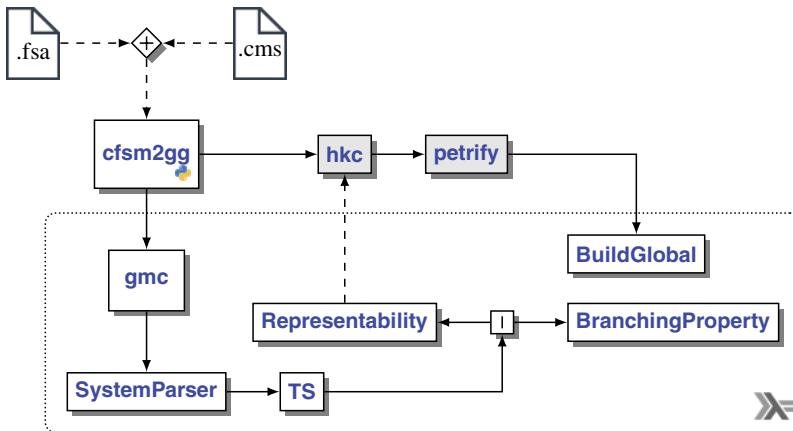 .fsa
+
.cms
cfsm2gg
hkc
petrify
BuildGlobal
gmc
Representability
|
BranchingProperty
SystemParser
TS